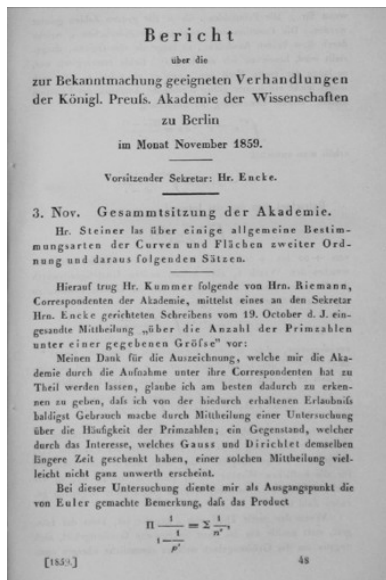 Bericht
über die
zur Bekanntmachung geeigneten Verhandlungen
der Königl. Preuſs. Akademie der Wissenschaften
zu Berlin
im Monat November 1859.
Vorsitzender Sekretar: Hr. Encke.
3. Nov. Gesammtsitzung der Akademie.
Hr. Steiner las über einige allgemeine Bestim-
mungsarten der Curven und Flächen zweiter Ord-
nung und daraus folgenden Sätzen.
Hierauf trug Hr. Kummer folgende von Hrn. Riemann,
Correspondenten der Akademie, mittelst eines an den Sekretar
Hrn. Encke gerichteten Schreibens vom 19. October d. J. ein-
gesandte Mittheilung „über die Anzahl der Primzahlen
unter einer gegebenen Gröſse” vor:
Meinen Dank für die Auszeichnung, welche mir die Aka-
demie durch die Aufnahme unter ihre Correspondenten hat zu
Theil werden lassen, glaube ich am besten dadurch zu erken-
nen zu geben, daſs ich von der hiedurch erhaltenen Erlaubniſs
baldigst Gebrauch mache durch Mittheilung einer Untersuchung
über die Häufigkeit der Primzahlen; ein Gegenstand, welcher
durch das Interesse, welches Gauss und Dirichlet demselben
längere Zeit geschenkt haben, einer solchen Mittheilung viel-
leicht nicht ganz unwerth erscheint.
Bei dieser Untersuchung diente mir als Ausgangspunkt die
von Euler gemachte Bemerkung, daſs das Product
Π 1/(1 − 1/pˢ) = Σ 1/nˢ,
[1859.] 48